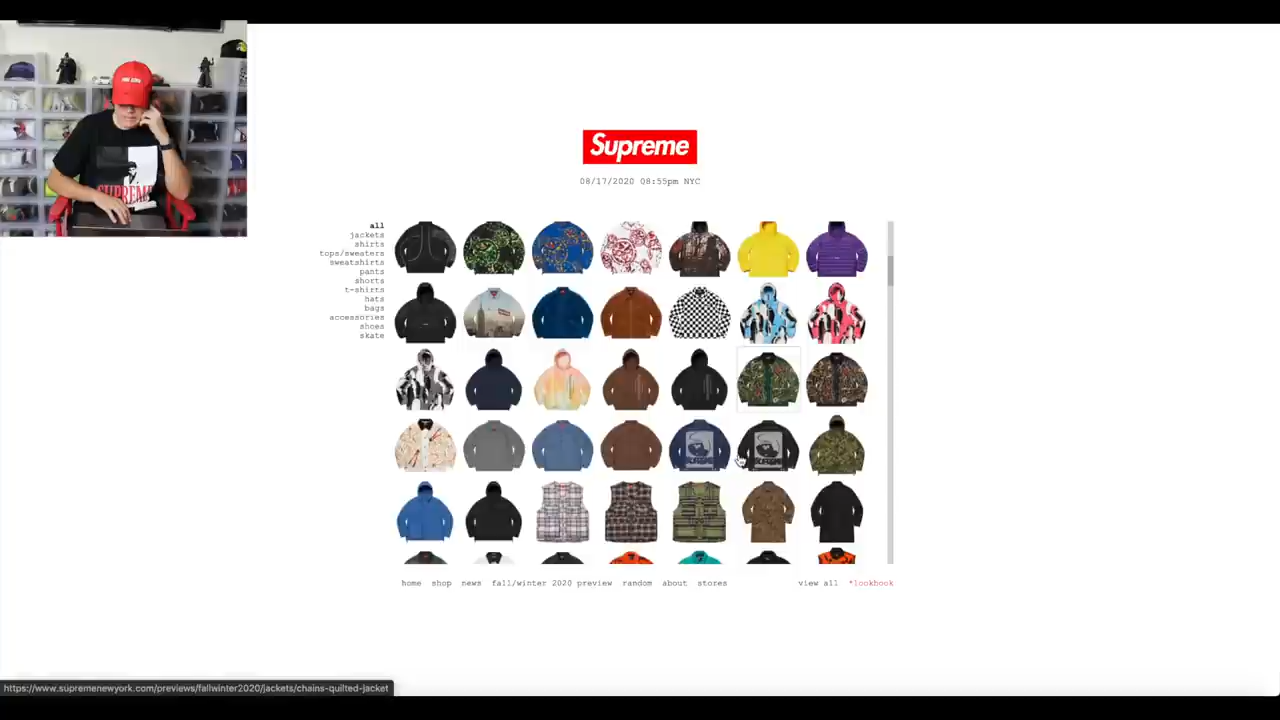 SUPREME
Supreme
08/17/2020 08:55pm NYC
all
jackets
shirts
tops/sweaters
sweatshirts
pants
shorts
t-shirts
hats
bags
accessories
shoes
skate
home shop news fall/winter 2020 preview random about stores view all *lookbook
https://www.supremenewyork.com/previews/fallwinter2020/jackets/chains-quilted-jacket